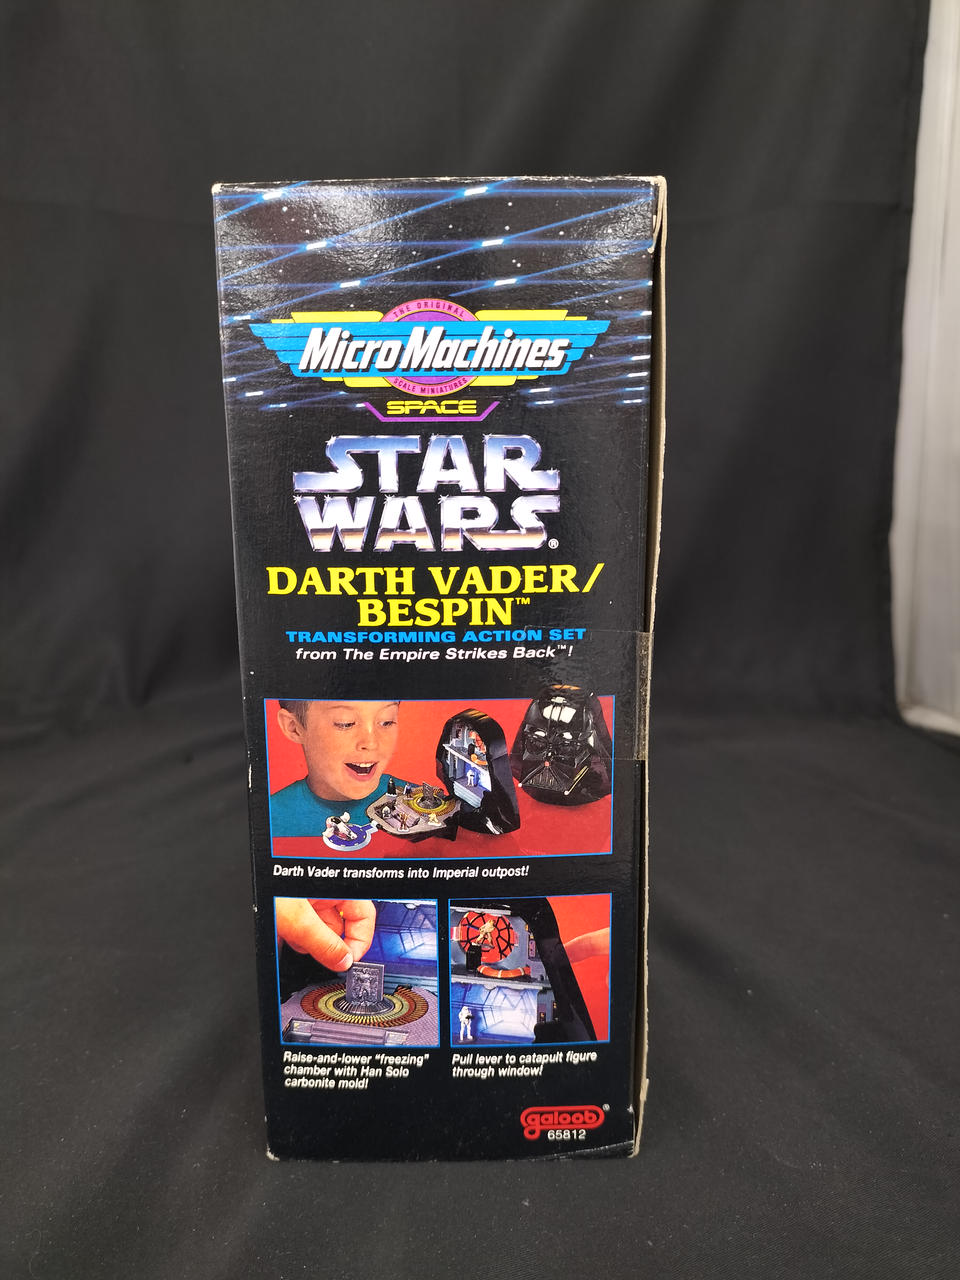 THE ORIGINAL
Micro Machines
SCALE MINIATURES
SPACE
STAR
WARS®
DARTH VADER/
BESPIN™
TRANSFORMING ACTION SET
from The Empire Strikes Back™!
Darth Vader transforms into Imperial outpost!
Raise-and-lower "freezing"
chamber with Han Solo
carbonite mold!
Pull lever to catapult figure
through window!
galoob®
65812